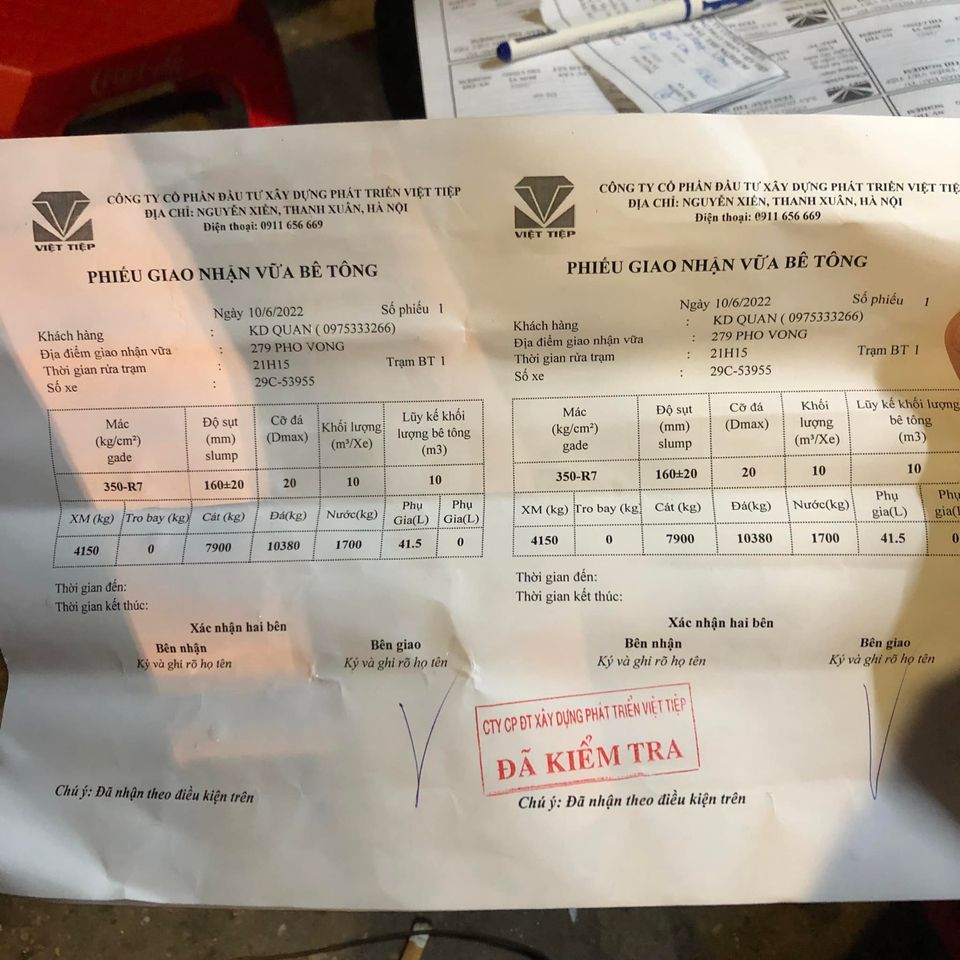 VIỆT TIỆP
CÔNG TY CỔ PHẦN ĐẦU TƯ XÂY DỰNG PHÁT TRIỂN VIỆT TIỆP
ĐỊA CHỈ: NGUYỄN XIÊN, THANH XUÂN, HÀ NỘI
Điện thoại: 0911 656 669
PHIẾU GIAO NHẬN VỮA BÊ TÔNG
Ngày 10/6/2022 Số phiếu 1
Khách hàng : KD QUAN ( 0975333266)
Địa điểm giao nhận vữa : 279 PHO VONG
Thời gian rửa trạm : 21H15 Trạm BT 1
Số xe : 29C-53955
Mác (kg/cm²) gade Độ sụt (mm) slump Cỡ đá (Dmax) Khối lượng (m³/Xe) Lũy kế khối lượng bê tông (m3)
350-R7 160±20 20 10 10
XM (kg) Tro bay (kg) Cát (kg) Đá(kg) Nước(kg) Phụ Gia(L) Phụ Gia(L)
4150 0 7900 10380 1700 41.5 0
Thời gian đến:
Thời gian kết thúc:
Xác nhận hai bên
Bên nhận Bên giao
Ký và ghi rõ họ tên Ký và ghi rõ họ tên
Chú ý: Đã nhận theo điều kiện trên
VIỆT TIỆP
CÔNG TY CỔ PHẦN ĐẦU TƯ XÂY DỰNG PHÁT TRIỂN VIỆT TIỆ
ĐỊA CHỈ: NGUYỄN XIÊN, THANH XUÂN, HÀ NỘI
Điện thoại: 0911 656 669
PHIẾU GIAO NHẬN VỮA BÊ TÔNG
Ngày 10/6/2022 Số phiếu 1
Khách hàng : KD QUAN ( 0975333266)
Địa điểm giao nhận vữa : 279 PHO VONG
Thời gian rửa trạm : 21H15 Trạm BT 1
Số xe : 29C-53955
Mác (kg/cm²) gade Độ sụt (mm) slump Cỡ đá (Dmax) Khối lượng (m³/Xe) Lũy kế khối lượng bê tông (m3)
350-R7 160±20 20 10 10
XM (kg) Tro bay (kg) Cát (kg) Đá(kg) Nước(kg) Phụ gia(L) Phụ gia(L
4150 0 7900 10380 1700 41.5 0
Thời gian đến:
Thời gian kết thúc:
Xác nhận hai bên
Bên nhận Bên giao
Ký và ghi rõ họ tên Ký và ghi rõ họ tên
CTY CP ĐT XÂY DỰNG PHÁT TRIỂN VIỆT TIỆP
ĐÃ KIỂM TRA
Chú ý: Đã nhận theo điều kiện trên